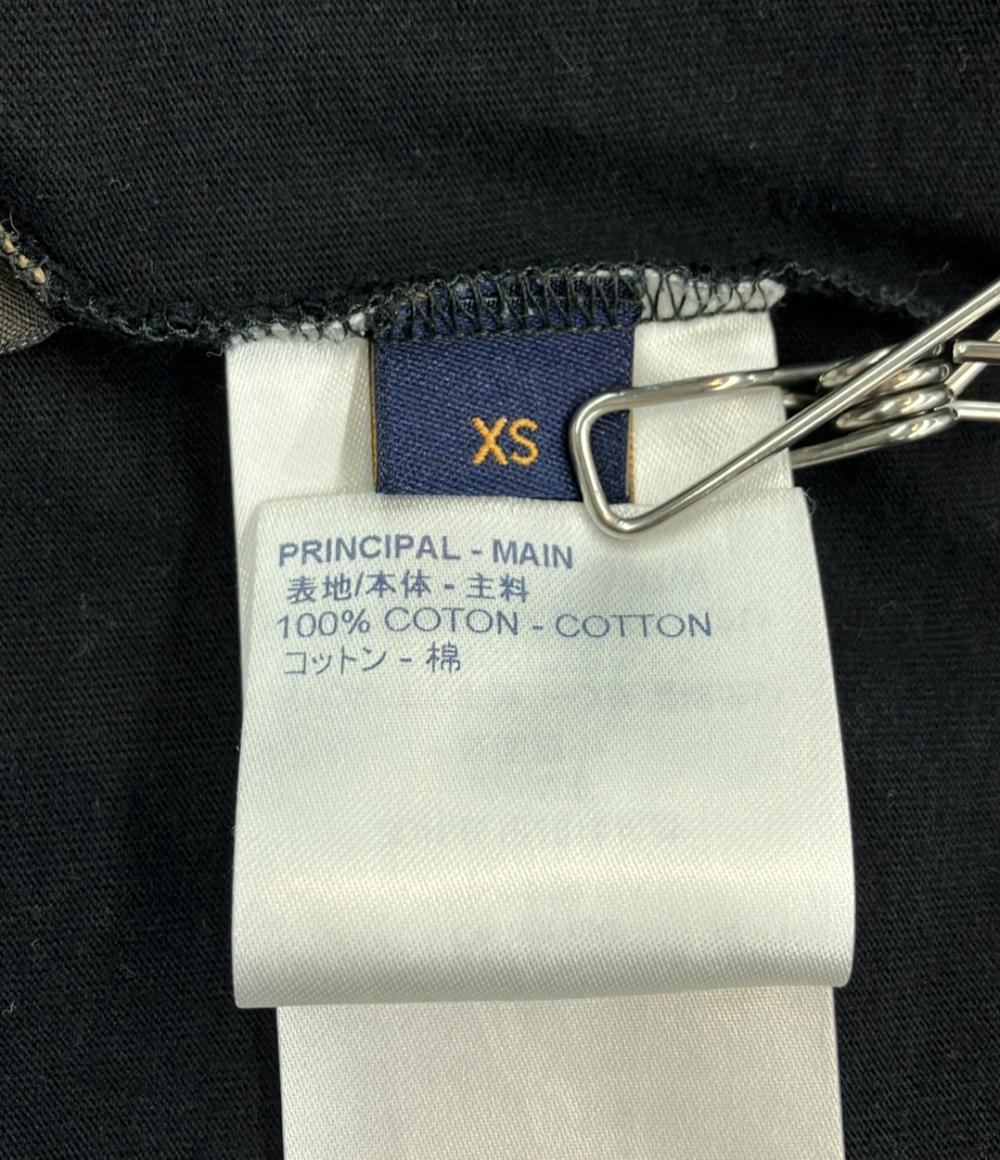 XS
PRINCIPAL - MAIN
表地/本体 - 主料
100% COTON - COTTON
コットン - 棉